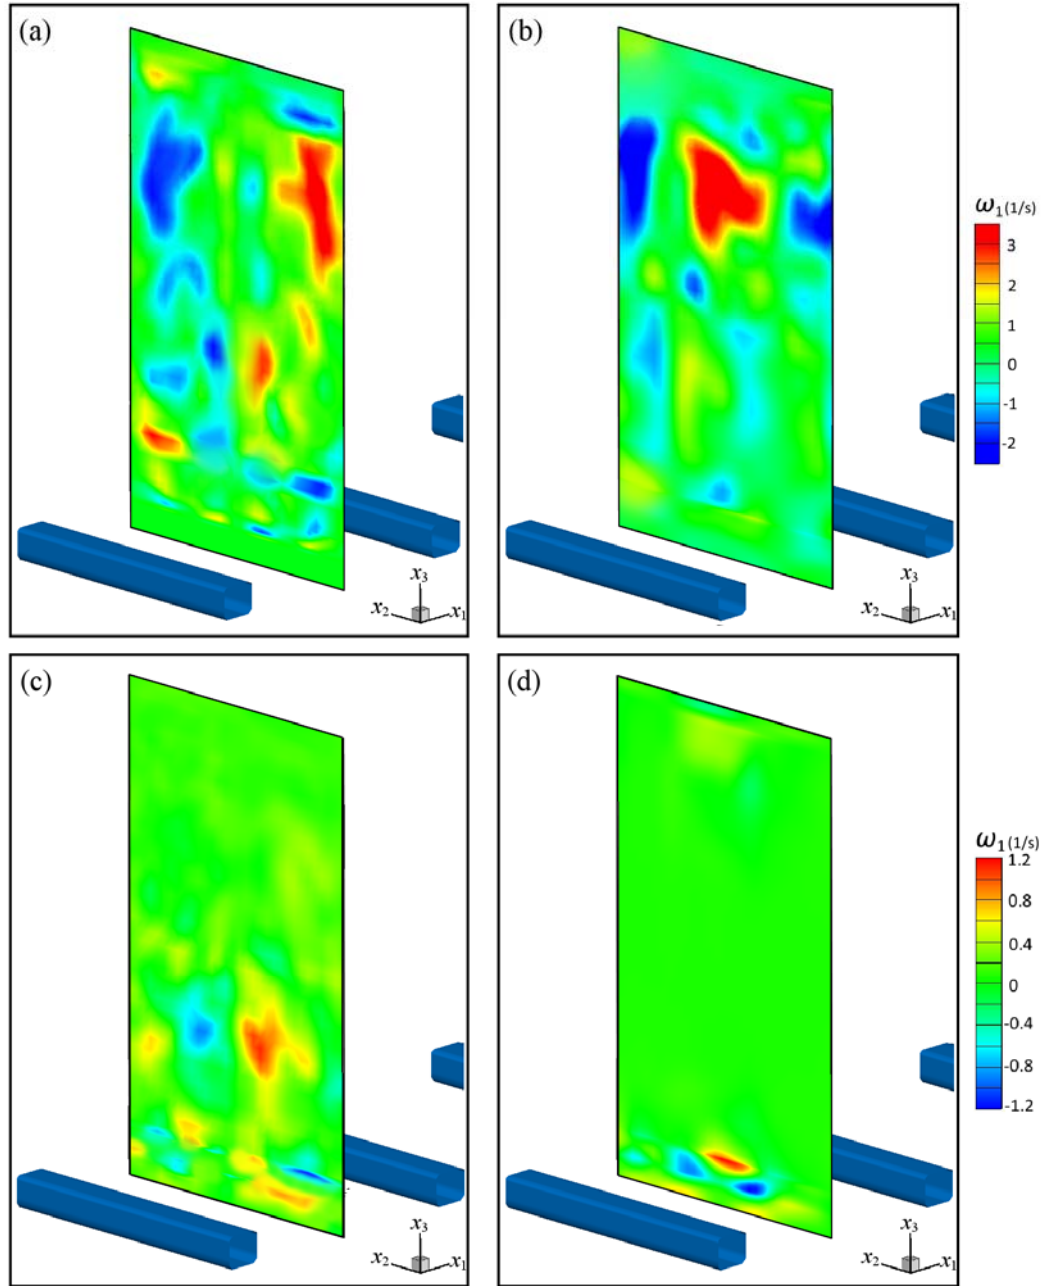 (a)
(b)
ω₁(1/s)
3
2
1
0
-1
-2
x₃
x₂
x₁
x₃
x₂
x₁
(c)
(d)
ω₁(1/s)
1.2
0.8
0.4
0
-0.4
-0.8
-1.2
x₃
x₂
x₁
x₃
x₂
x₁